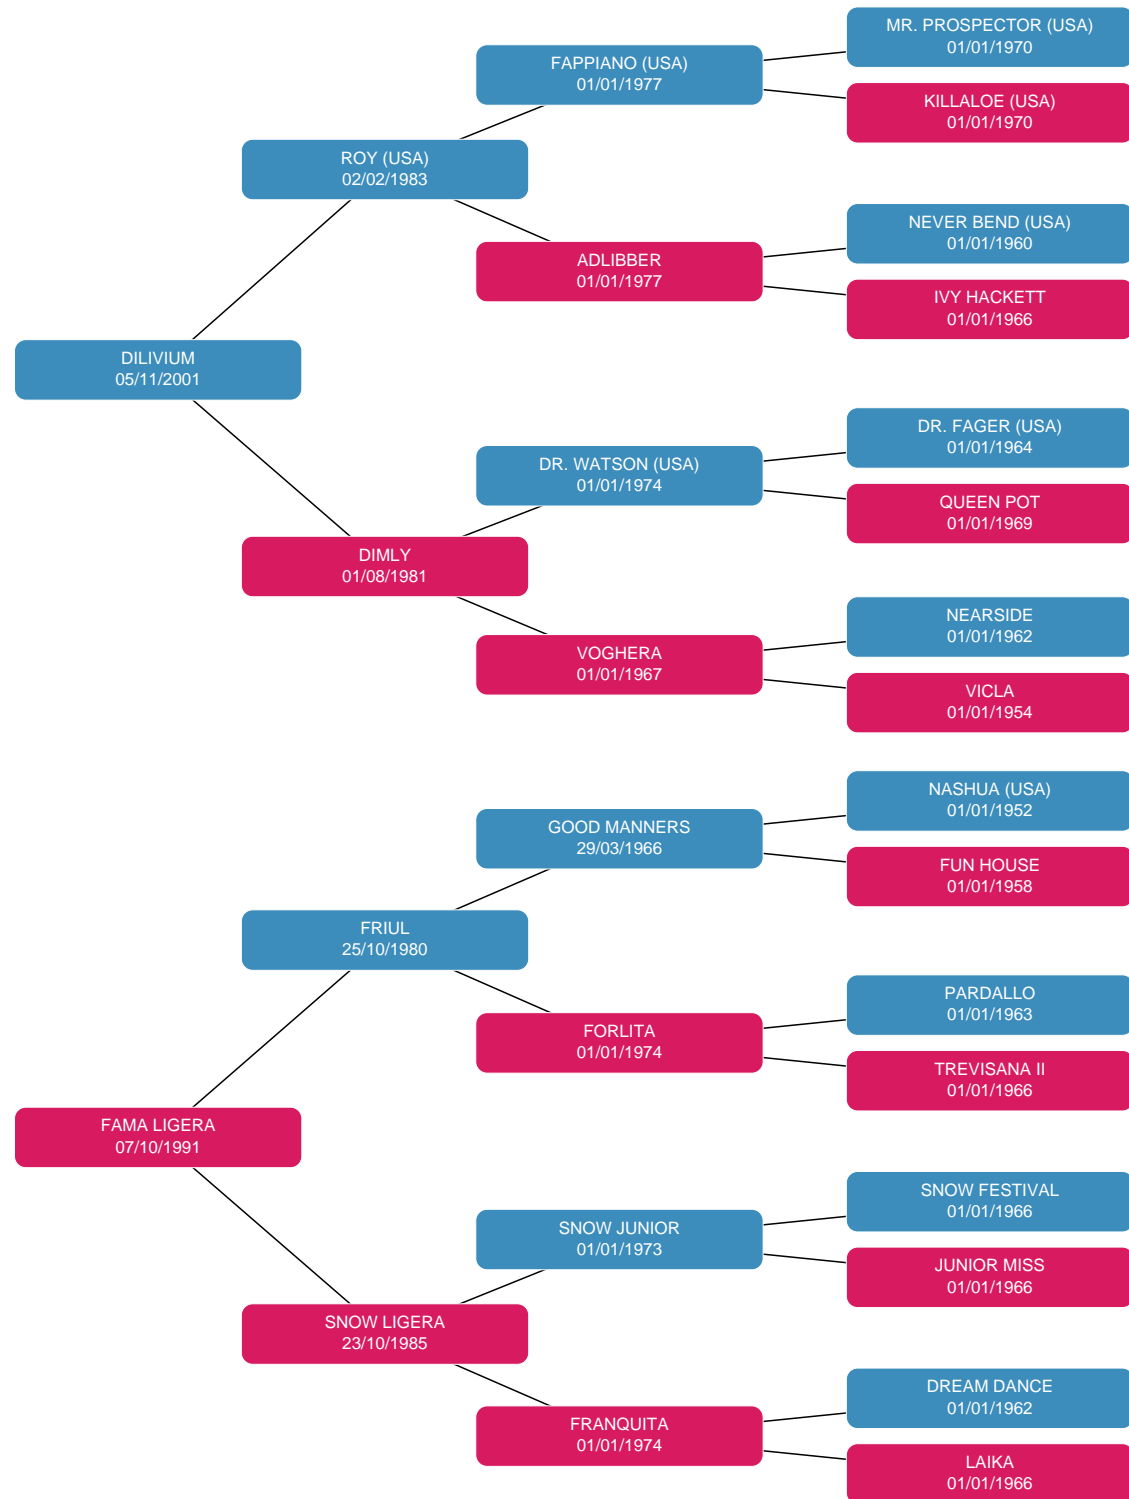 MR. PROSPECTOR (USA)
01/01/1970
FAPPIANO (USA)
01/01/1977
KILLALOE (USA)
01/01/1970
ROY (USA)
02/02/1983
NEVER BEND (USA)
01/01/1960
ADLIBBER
01/01/1977
IVY HACKETT
01/01/1966
DILIVIUM
05/11/2001
DR. FAGER (USA)
01/01/1964
DR. WATSON (USA)
01/01/1974
QUEEN POT
01/01/1969
DIMLY
01/08/1981
NEARSIDE
01/01/1962
VOGHERA
01/01/1967
VICLA
01/01/1954
NASHUA (USA)
01/01/1952
GOOD MANNERS
29/03/1966
FUN HOUSE
01/01/1958
FRIUL
25/10/1980
PARDALLO
01/01/1963
FORLITA
01/01/1974
TREVISANA II
01/01/1966
FAMA LIGERA
07/10/1991
SNOW FESTIVAL
01/01/1966
SNOW JUNIOR
01/01/1973
JUNIOR MISS
01/01/1966
SNOW LIGERA
23/10/1985
DREAM DANCE
01/01/1962
FRANQUITA
01/01/1974
LAIKA
01/01/1966